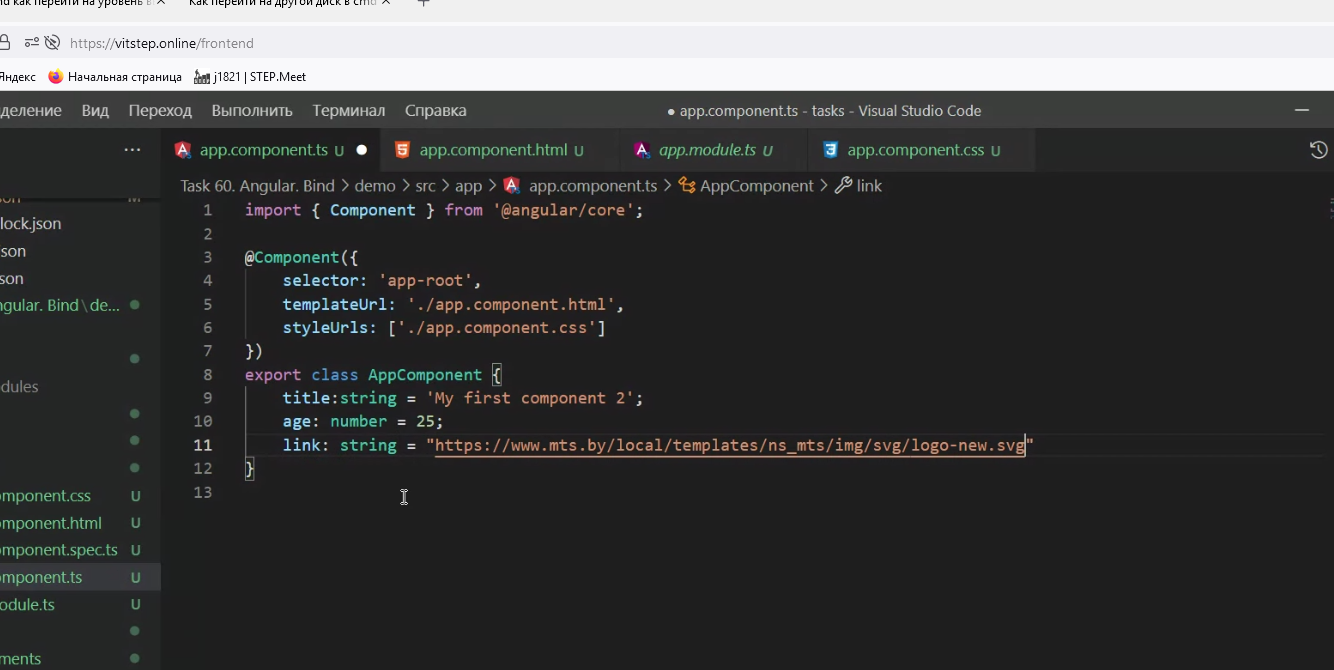 как перейти на уровень в
Как перейти на другой диск в cmd
https://vitstep.online/frontend
Яндекс Начальная страница j1821 | STEP.Meet
деление Вид Переход Выполнить Терминал Справка ● app.component.ts - tasks - Visual Studio Code
app.component.ts U app.component.html U app.module.ts U app.component.css U
Task 60. Angular. Bind > demo > src > app > app.component.ts > AppComponent > link
lock.json
son
son
ngular. Bind\de...
dules
omponent.css U
omponent.html U
omponent.spec.ts U
omponent.ts U
odule.ts U
ments
1 import { Component } from '@angular/core';
2
3 @Component({
4 selector: 'app-root',
5 templateUrl: './app.component.html',
6 styleUrls: ['./app.component.css']
7 })
8 export class AppComponent {
9 title:string = 'My first component 2';
10 age: number = 25;
11 link: string = "https://www.mts.by/local/templates/ns_mts/img/svg/logo-new.svg"
12 }
13